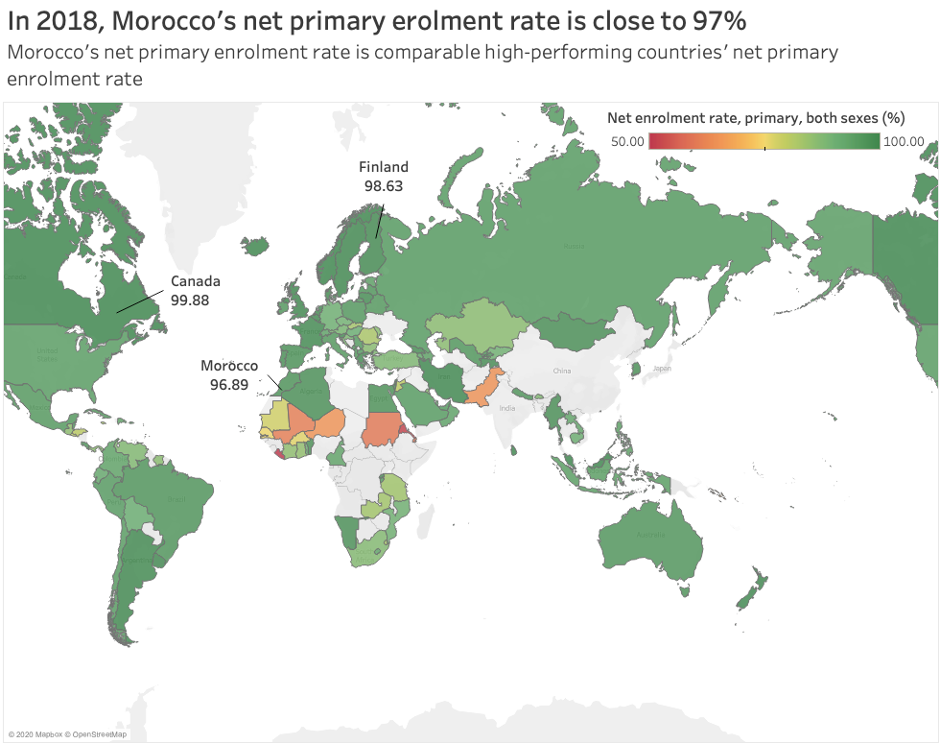 In 2018, Morocco's net primary erolment rate is close to 97%
Morocco's net primary enrolment rate is comparable high-performing countries' net primary
enrolment rate
Net enrolment rate, primary, both sexes (%)
50.00
100.00
Finland
98.63
Canada
99.88
Morocco
96.89
United
States
Russia
China
Japan
India
Iran
Algeria
Brazil
Australia
© 2020 Mapbox © OpenStreetMap